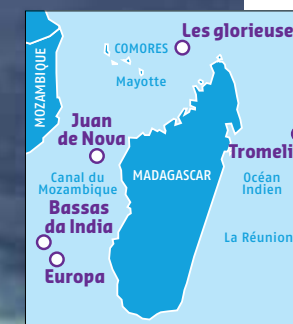 Les glorieuse
COMORES
MOZAMBIQUE
Mayotte
Juan
de Nova
Tromeli
Canal du
Mozambique
MADAGASCAR
Océan
Indien
Bassas
da India
La Réunion
Europa